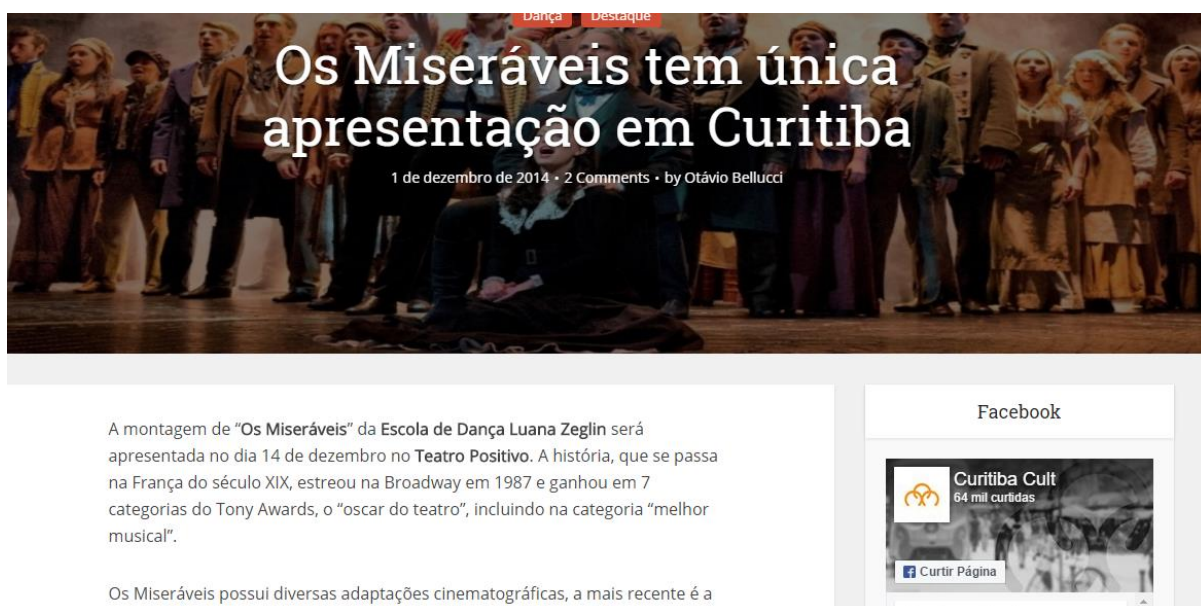 Dança Destaque
Os Miseráveis tem única
apresentação em Curitiba
1 de dezembro de 2014 • 2 Comments • by Otávio Bellucci
A montagem de “Os Miseráveis” da Escola de Dança Luana Zeglin será
apresentada no dia 14 de dezembro no Teatro Positivo. A história, que se passa
na França do século XIX, estreou na Broadway em 1987 e ganhou em 7
categorias do Tony Awards, o “oscar do teatro”, incluindo na categoria “melhor
musical”.
Os Miseráveis possui diversas adaptações cinematográficas, a mais recente é a
Facebook
Curitiba Cult
64 mil curtidas
Curtir Página